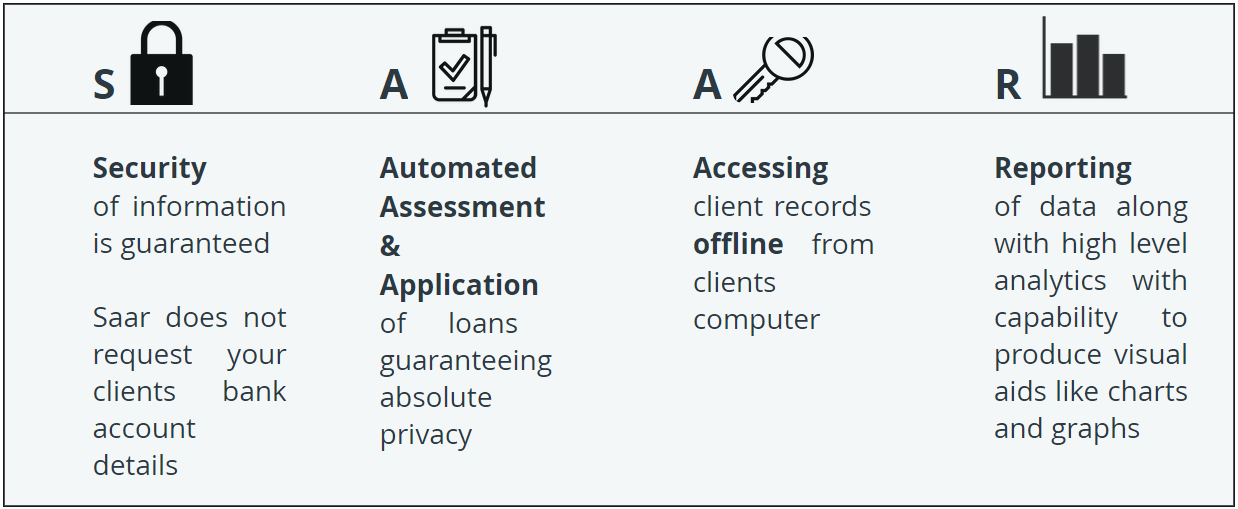 S
A
A
R
Security
of information
is guaranteed
Saar does not
request your
clients bank
account
details
Automated
Assessment
&
Application
of loans
guaranteeing
absolute
privacy
Accessing
client records
offline from
clients
computer
Reporting
of data along
with high level
analytics with
capability to
produce visual
aids like charts
and graphs